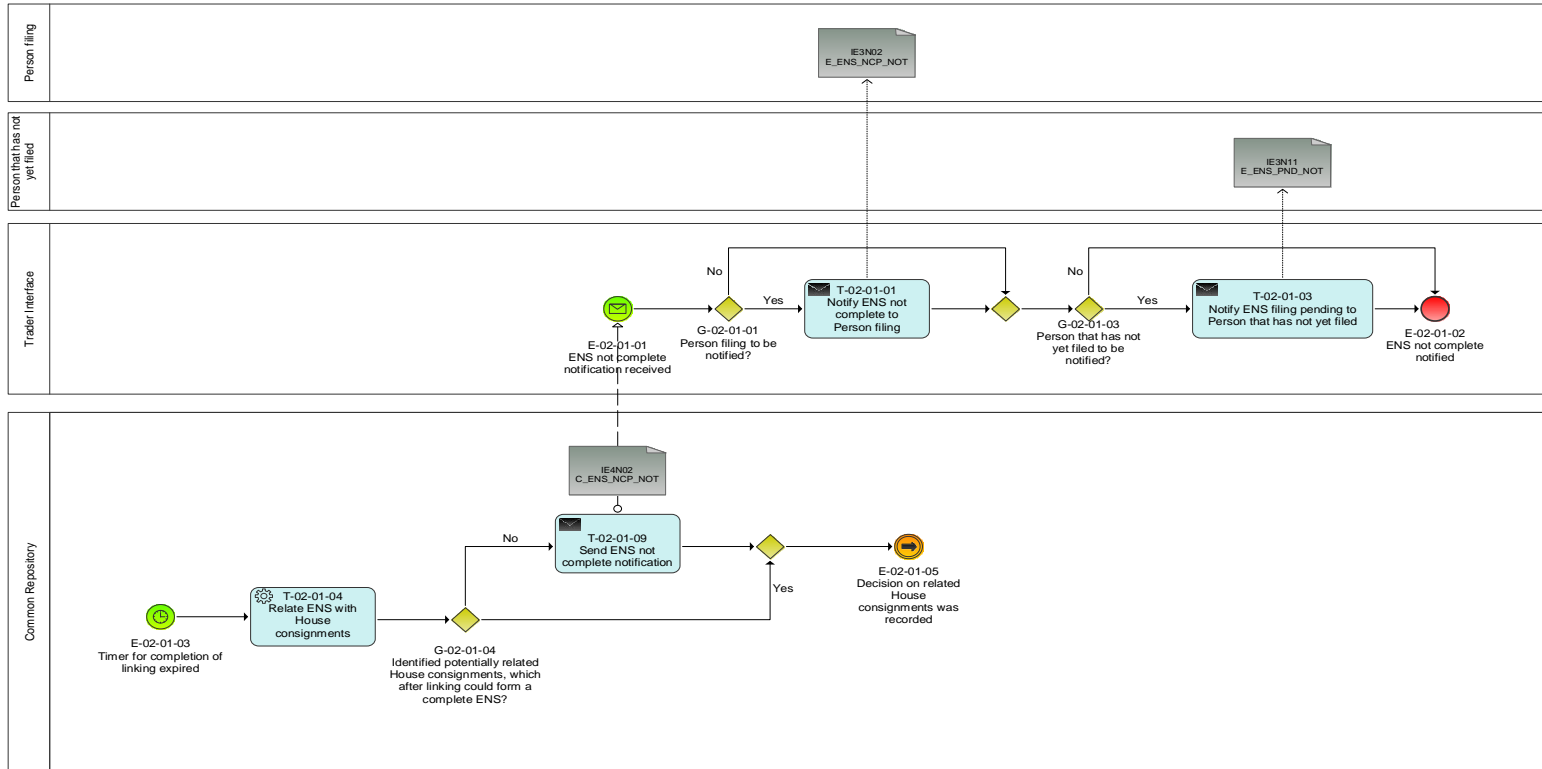 Person filing
IE3N02
E_ENS_NCP_NOT
Person that has not
yet filed
IE3N11
E_ENS_PND_NOT
Trader Interface
No
Yes
T-02-01-01
Notify ENS not
complete to
Person filing
No
Yes
T-02-01-03
Notify ENS filing pending to
Person that has not yet filed
E-02-01-01
ENS not complete
notification received
G-02-01-01
Person filing to be
notified?
G-02-01-03
Person that has not
yet filed to be
notified?
E-02-01-02
ENS not complete
notified
Common Repository
IE4N02
C_ENS_NCP_NOT
No
T-02-01-09
Send ENS not
complete notification
Yes
E-02-01-05
Decision on related
House
consignments was
recorded
T-02-01-04
Relate ENS with
House
consignments
E-02-01-03
Timer for completion of
linking expired
G-02-01-04
Identified potentially related
House consignments, which
after linking could form a
complete ENS?